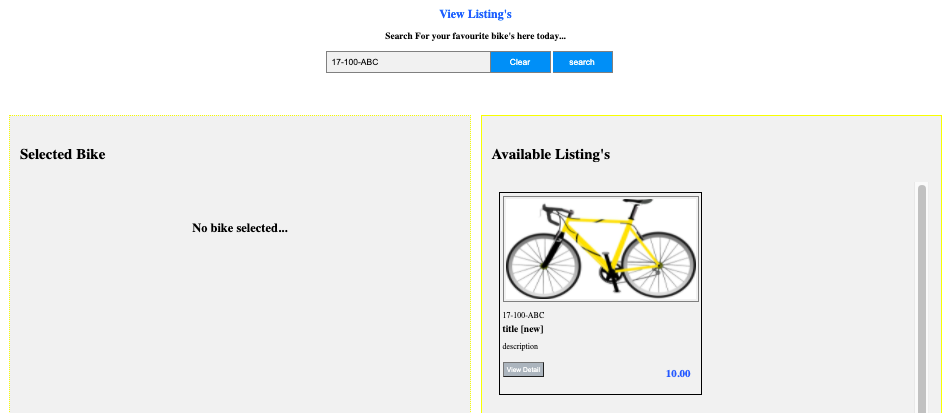 View Listing's
Search For your favourite bike's here today...
17-100-ABC Clear search
Selected Bike
No bike selected...
Available Listing's
17-100-ABC
title [new]
description
View Detail 10.00